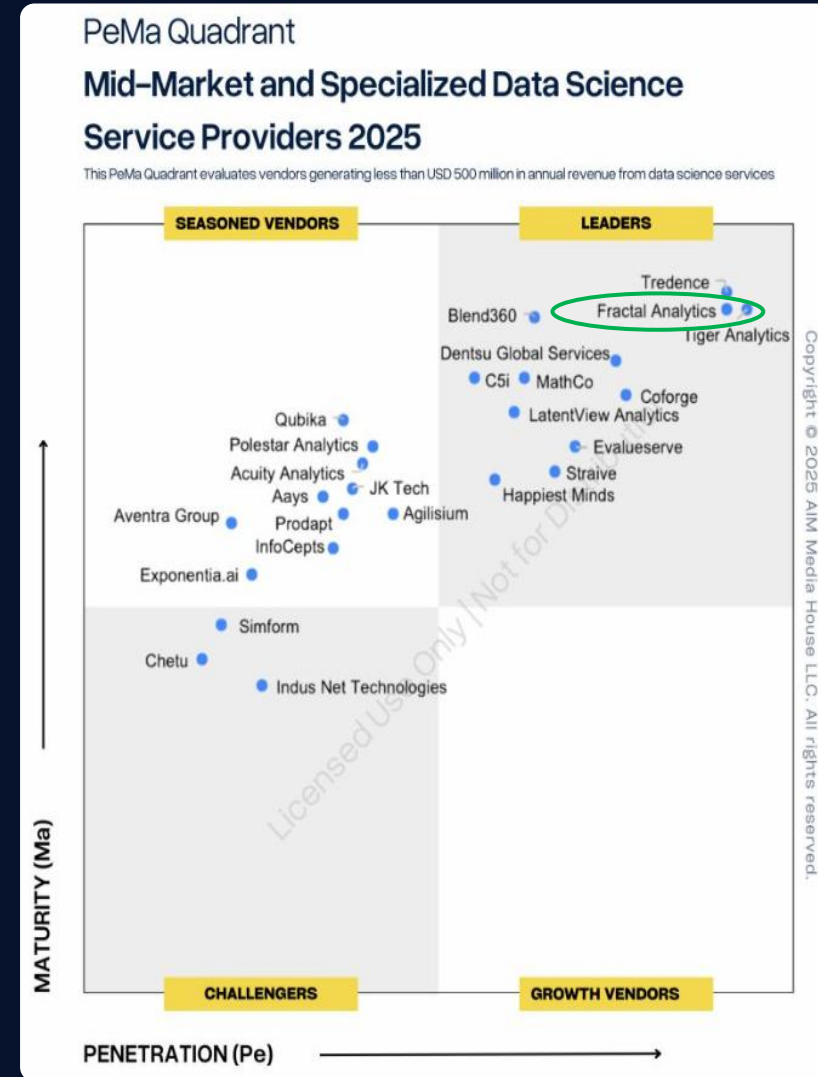 PeMa Quadrant
Mid-Market and Specialized Data Science
Service Providers 2025
This PeMa Quadrant evaluates vendors generating less than USD 500 million in annual revenue from data science services
SEASONED VENDORS
LEADERS
Tredence
Blend360
Fractal Analytics
Tiger Analytics
Dentsu Global Services
C5i
MathCo
Coforge
LatentView Analytics
Qubika
Polestar Analytics
Evalueserve
Acuity Analytics
Straive
Aays
JK Tech
Happiest Minds
Aventra Group
Prodapt
Agilisium
InfoCepts
Exponentia.ai
Simform
Chetu
Indus Net Technologies
Licensed Use Only | Not for Distribution
CHALLENGERS
GROWTH VENDORS
MATURITY (Ma)
PENETRATION (Pe)
Copyright © 2025 AIM Media House LLC. All rights reserved.